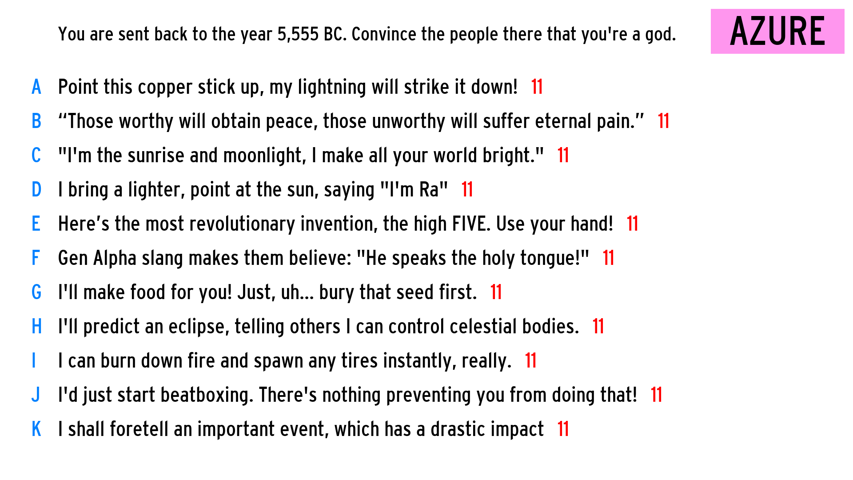 You are sent back to the year 5,555 BC. Convince the people there that you're a god.
AZURE
A Point this copper stick up, my lightning will strike it down! 11
B “Those worthy will obtain peace, those unworthy will suffer eternal pain.” 11
C "I'm the sunrise and moonlight, I make all your world bright." 11
D I bring a lighter, point at the sun, saying "I'm Ra" 11
E Here’s the most revolutionary invention, the high FIVE. Use your hand! 11
F Gen Alpha slang makes them believe: "He speaks the holy tongue!" 11
G I'll make food for you! Just, uh... bury that seed first. 11
H I'll predict an eclipse, telling others I can control celestial bodies. 11
I I can burn down fire and spawn any tires instantly, really. 11
J I'd just start beatboxing. There's nothing preventing you from doing that! 11
K I shall foretell an important event, which has a drastic impact 11